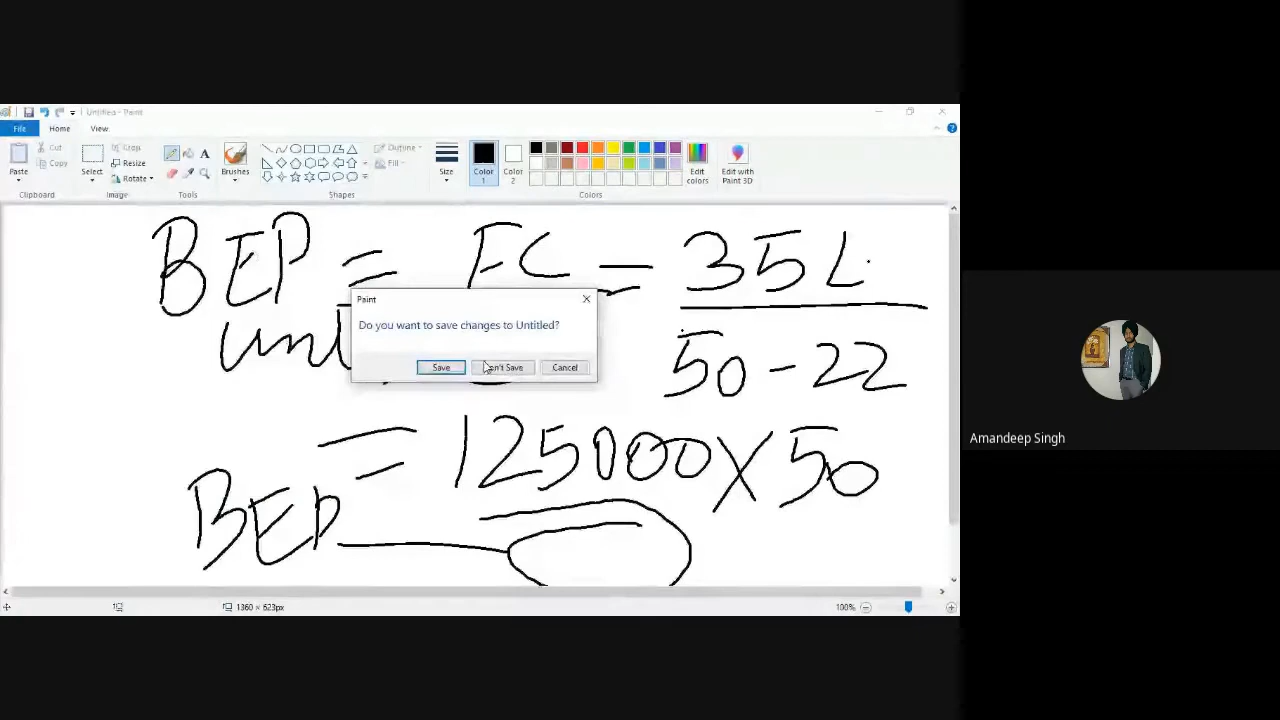 Untitled - Paint
File Home View
Paste Cut Copy Select Crop Resize Rotate Brushes Outline Fill Size Color 1 Color 2 Edit colors Edit with Paint 3D
Clipboard Image Tools Shapes Colors
BEP = FC = 35L
Paint
Do you want to save changes to Untitled?
Save Don't Save Cancel
50-22
= 125000 X 50
BEP
1360 × 623px 100%
Amandeep Singh